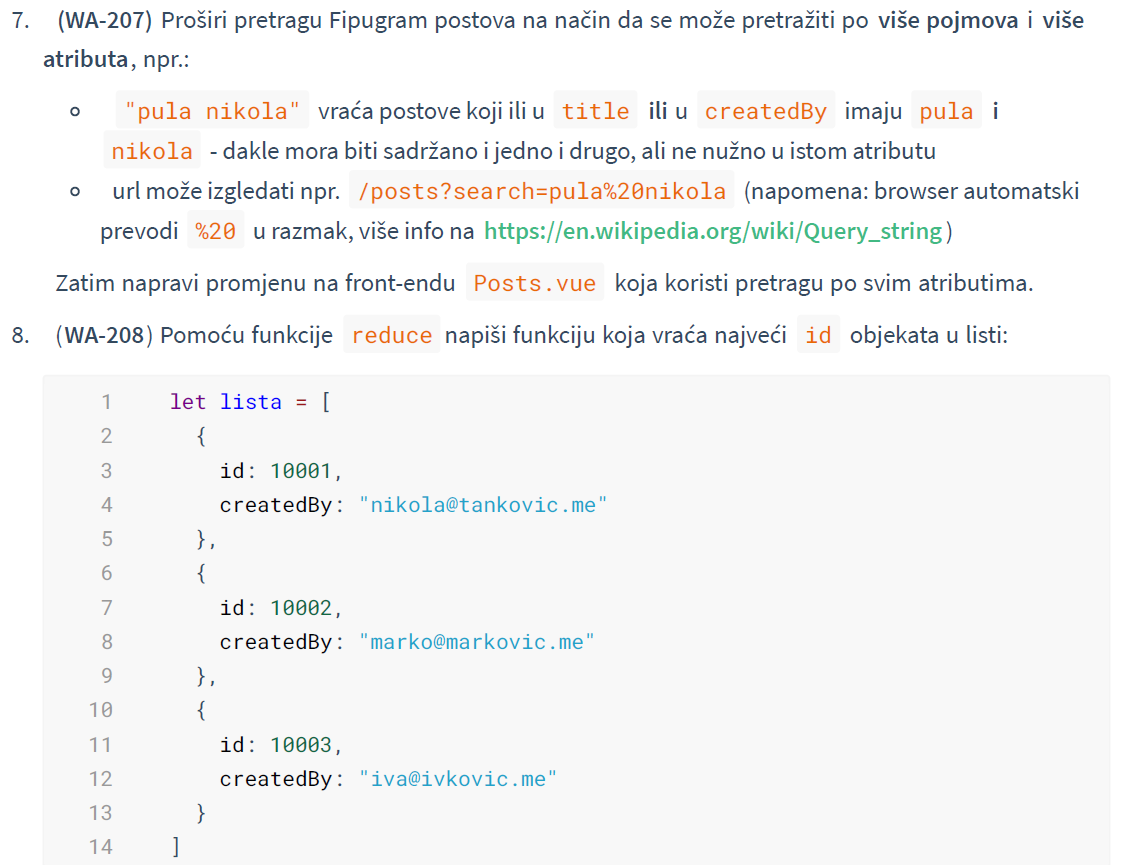 7. (WA-207) Proširi pretragu Fipugram postova na način da se može pretražiti po više pojmova i više
atributa, npr.:
"pula nikola" vraća postove koji ili u title ili u createdBy imaju pula i
nikola - dakle mora biti sadržano i jedno i drugo, ali ne nužno u istom atributu
url može izgledati npr. /posts?search=pula%20nikola (napomena: browser automatski
prevodi %20 u razmak, više info na https://en.wikipedia.org/wiki/Query_string)
Zatim napravi promjenu na front-endu Posts.vue koja koristi pretragu po svim atributima.
8. (WA-208) Pomoću funkcije reduce napiši funkciju koja vraća najveći id objekata u listi:
1 let lista = [
2 {
3 id: 10001,
4 createdBy: "nikola@tankovic.me"
5 },
6 {
7 id: 10002,
8 createdBy: "marko@markovic.me"
9 },
10 {
11 id: 10003,
12 createdBy: "iva@ivkovic.me"
13 }
14 ]